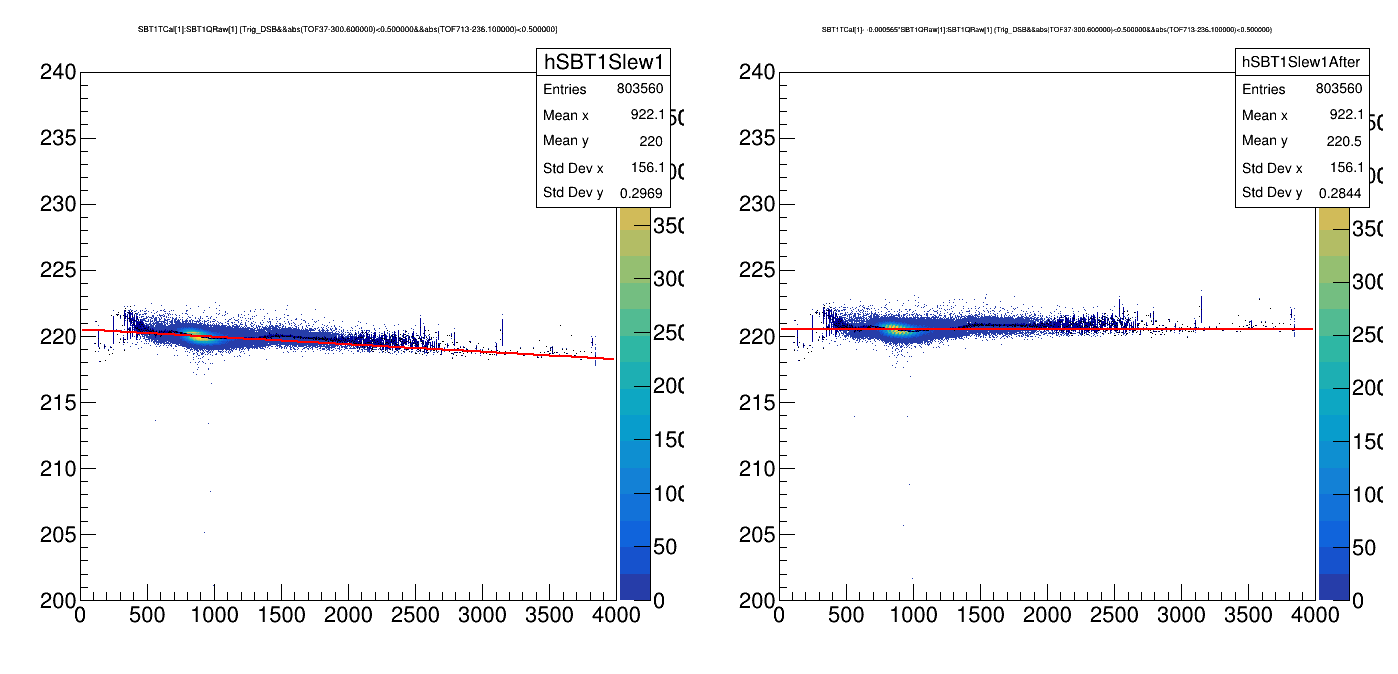 SBT1TCal[1]:SBT1QRaw[1] {Trig_DSB&&abs(TOF37-300.600000)<0.500000&&abs(TOF713-236.100000)<0.500000}
hSBT1Slew1
Entries 803560
Mean x 922.1
Mean y 220
Std Dev x 156.1
Std Dev y 0.2969
240
235
230
225
220
215
210
205
200
0 500 1000 1500 2000 2500 3000 3500 4000
350
300
250
200
150
100
50
0
SBT1TCal[1]- -0.000565*SBT1QRaw[1]:SBT1QRaw[1] {Trig_DSB&&abs(TOF37-300.600000)<0.500000&&abs(TOF713-236.100000)<0.500000}
hSBT1Slew1After
Entries 803560
Mean x 922.1
Mean y 220.5
Std Dev x 156.1
Std Dev y 0.2844
240
235
230
225
220
215
210
205
200
0 500 1000 1500 2000 2500 3000 3500 4000
350
300
250
200
150
100
50
0